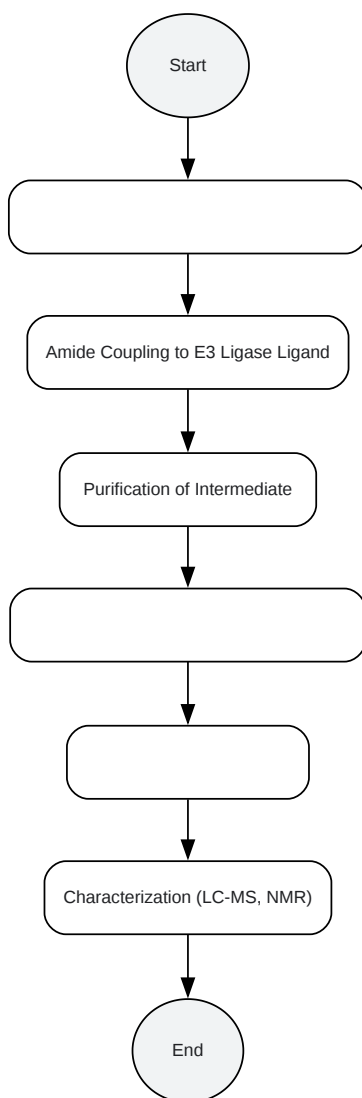 Start
Amide Coupling to E3 Ligase Ligand
Purification of Intermediate
Characterization (LC-MS, NMR)
End